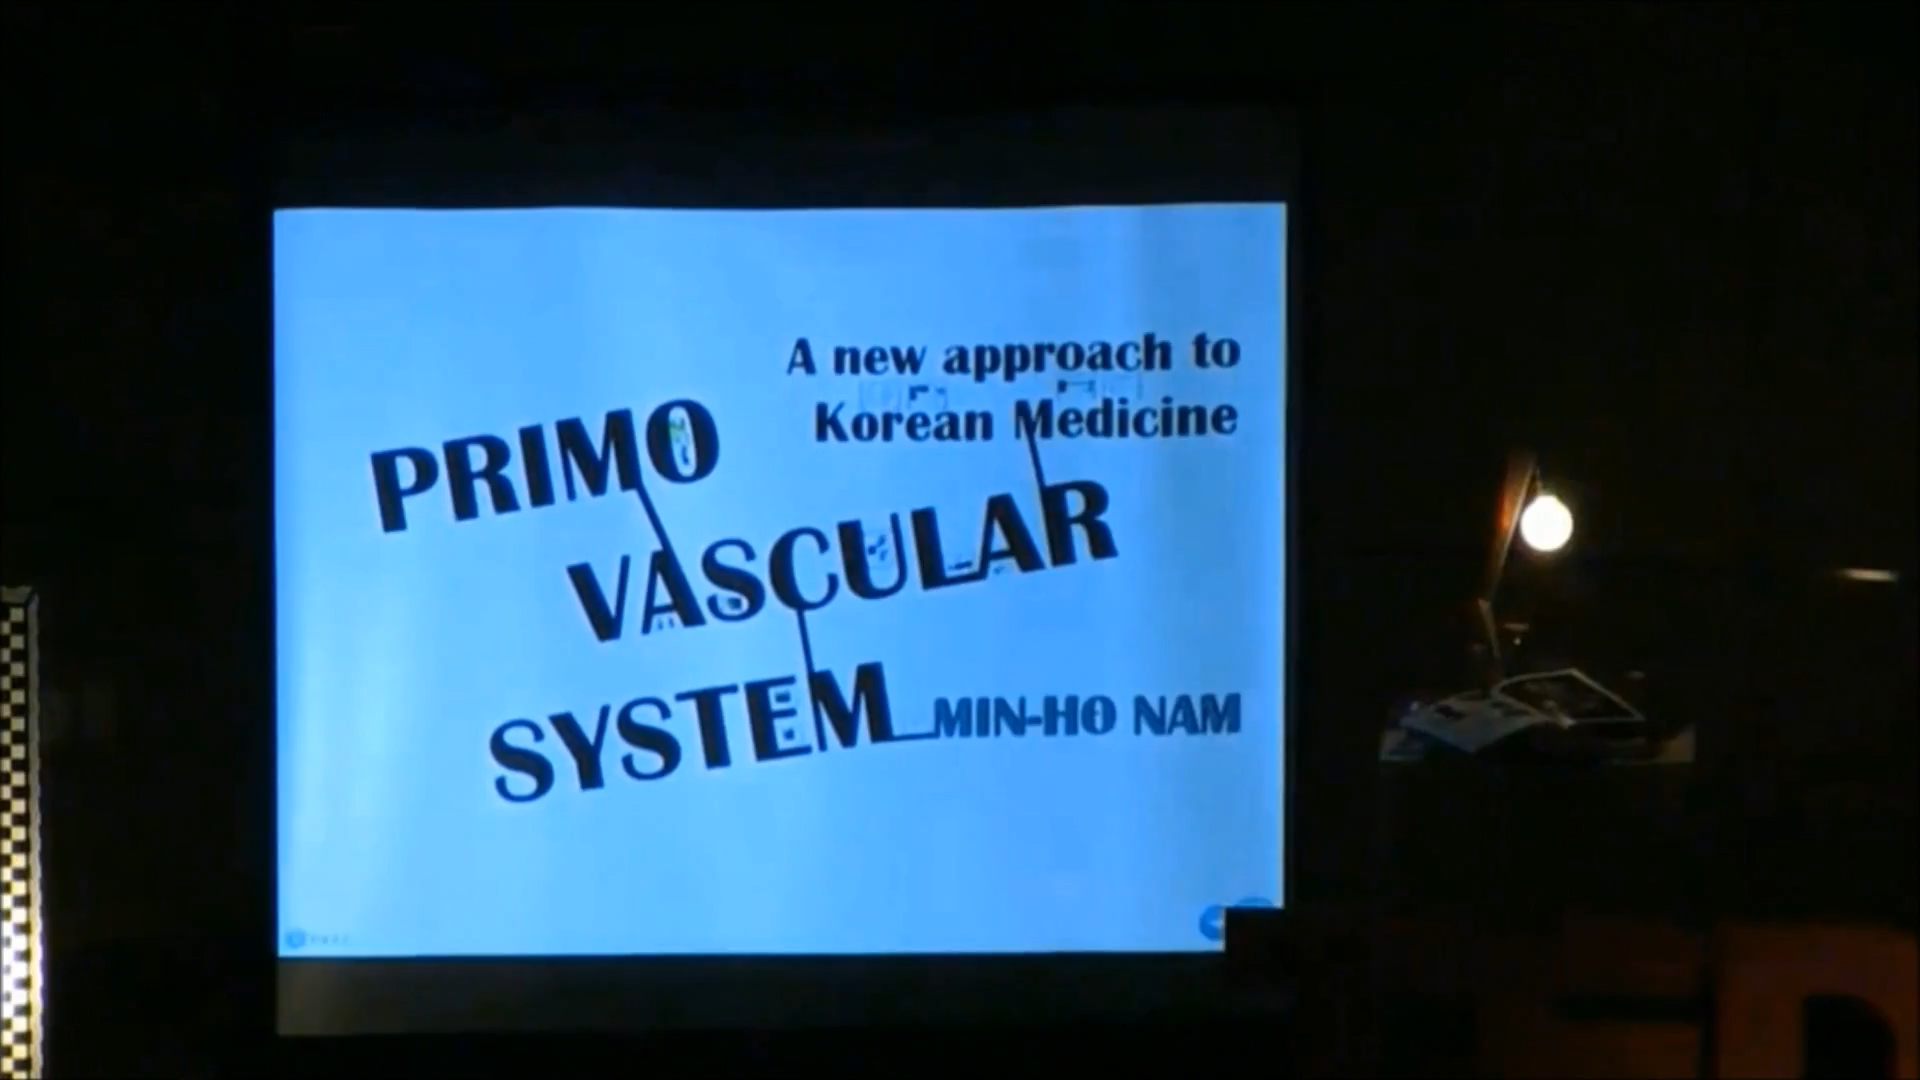 A new approach to
Korean Medicine
PRIMO
VASCULAR
SYSTEM
MIN-HO NAM